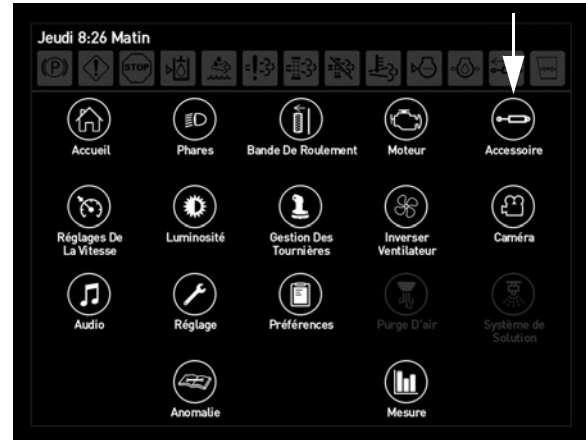 Jeudi 8:26 Matin
(P) STOP
Accueil Phares Bande De Roulement Moteur Accessoire
Réglages De La Vitesse Luminosité Gestion Des Tournières Inverser Ventilateur Caméra
Audio Réglage Préférences Purge D'air Système de Solution
Anomalie Mesure